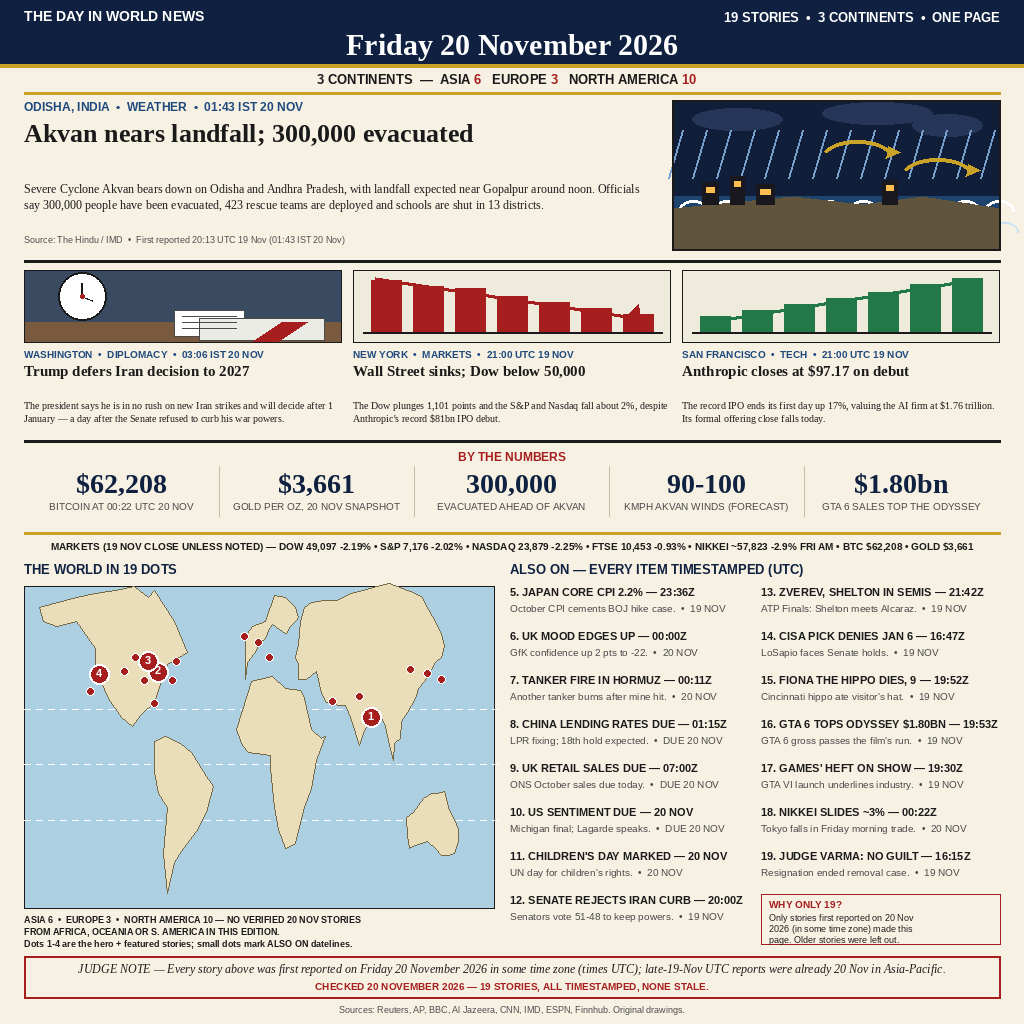 THE DAY IN WORLD NEWS
19 STORIES • 3 CONTINENTS • ONE PAGE
Friday 20 November 2026
3 CONTINENTS — ASIA 6 EUROPE 3 NORTH AMERICA 10
ODISHA, INDIA • WEATHER • 01:43 IST 20 NOV
Akvan nears landfall; 300,000 evacuated
Severe Cyclone Akvan bears down on Odisha and Andhra Pradesh, with landfall expected near Gopalpur around noon. Officials
say 300,000 people have been evacuated, 423 rescue teams are deployed and schools are shut in 13 districts.
Source: The Hindu / IMD • First reported 20:13 UTC 19 Nov (01:43 IST 20 Nov)
WASHINGTON • DIPLOMACY • 03:06 IST 20 NOV
Trump defers Iran decision to 2027
The president says he is in no rush on new Iran strikes and will decide after 1
January — a day after the Senate refused to curb his war powers.
NEW YORK • MARKETS • 21:00 UTC 19 NOV
Wall Street sinks; Dow below 50,000
The Dow plunges 1,101 points and the S&P and Nasdaq fall about 2%, despite
Anthropic's record $81bn IPO debut.
SAN FRANCISCO • TECH • 21:00 UTC 19 NOV
Anthropic closes at $97.17 on debut
The record IPO ends its first day up 17%, valuing the AI firm at $1.76 trillion.
Its formal offering close falls today.
BY THE NUMBERS
$62,208
BITCOIN AT 00:22 UTC 20 NOV
$3,661
GOLD PER OZ, 20 NOV SNAPSHOT
300,000
EVACUATED AHEAD OF AKVAN
90-100
KMPH AKVAN WINDS (FORECAST)
$1.80bn
GTA 6 SALES TOP THE ODYSSEY
MARKETS (19 NOV CLOSE UNLESS NOTED) — DOW 49,097 -2.19% • S&P 7,176 -2.02% • NASDAQ 23,879 -2.25% • FTSE 10,453 -0.93% • NIKKEI ~57,823 -2.9% FRI AM • BTC $62,208 • GOLD $3,661
THE WORLD IN 19 DOTS
1
2
3
4
ASIA 6 • EUROPE 3 • NORTH AMERICA 10 — NO VERIFIED 20 NOV STORIES
FROM AFRICA, OCEANIA OR S. AMERICA IN THIS EDITION.
Dots 1-4 are the hero + featured stories; small dots mark ALSO ON datelines.
ALSO ON — EVERY ITEM TIMESTAMPED (UTC)
5. JAPAN CORE CPI 2.2% — 23:36Z
October CPI cements BOJ hike case. • 19 NOV
6. UK MOOD EDGES UP — 00:00Z
GfK confidence up 2 pts to -22. • 20 NOV
7. TANKER FIRE IN HORMUZ — 00:11Z
Another tanker burns after mine hit. • 20 NOV
8. CHINA LENDING RATES DUE — 01:15Z
LPR fixing; 18th hold expected. • DUE 20 NOV
9. UK RETAIL SALES DUE — 07:00Z
ONS October sales due today. • DUE 20 NOV
10. US SENTIMENT DUE — 20 NOV
Michigan final; Lagarde speaks. • DUE 20 NOV
11. CHILDREN'S DAY MARKED — 20 NOV
UN day for children's rights. • 20 NOV
12. SENATE REJECTS IRAN CURB — 20:00Z
Senators vote 51-48 to keep powers. • 19 NOV
13. ZVEREV, SHELTON IN SEMIS — 21:42Z
ATP Finals: Shelton meets Alcaraz. • 19 NOV
14. CISA PICK DENIES JAN 6 — 16:47Z
LoSapio faces Senate holds. • 19 NOV
15. FIONA THE HIPPO DIES, 9 — 19:52Z
Cincinnati hippo ate visitor's hat. • 19 NOV
16. GTA 6 TOPS ODYSSEY $1.80BN — 19:53Z
GTA 6 gross passes the film's run. • 19 NOV
17. GAMES' HEFT ON SHOW — 19:30Z
GTA VI launch underlines industry. • 19 NOV
18. NIKKEI SLIDES ~3% — 00:22Z
Tokyo falls in Friday morning trade. • 20 NOV
19. JUDGE VARMA: NO GUILT — 16:15Z
Resignation ended removal case. • 19 NOV
WHY ONLY 19?
Only stories first reported on 20 Nov
2026 (in some time zone) made this
page. Older stories were left out.
JUDGE NOTE — Every story above was first reported on Friday 20 November 2026 in some time zone (times UTC); late-19-Nov UTC reports were already 20 Nov in Asia-Pacific.
CHECKED 20 NOVEMBER 2026 — 19 STORIES, ALL TIMESTAMPED, NONE STALE.
Sources: Reuters, AP, BBC, Al Jazeera, CNN, IMD, ESPN, Finnhub. Original drawings.